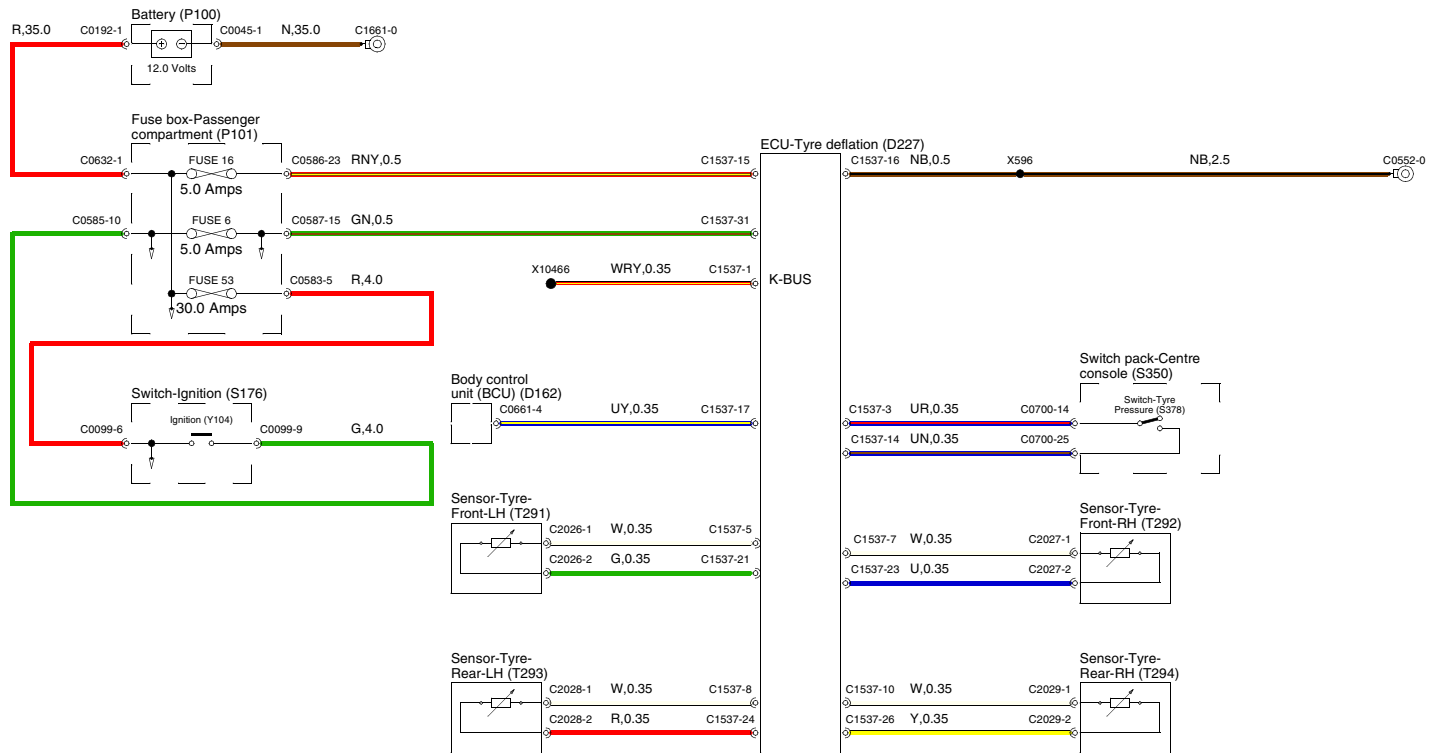 Battery (P100)
R,35.0
C0192-1
C0045-1
N,35.0
C1661-0
12.0 Volts
Fuse box-Passenger
compartment (P101)
C0632-1
FUSE 16
C0586-23
RNY,0.5
C1537-15
5.0 Amps
ECU-Tyre deflation (D227)
C1537-16
NB,0.5
X596
NB,2.5
C0552-0
C0585-10
FUSE 6
C0587-15
GN,0.5
C1537-31
5.0 Amps
X10466
WRY,0.35
C1537-1
K-BUS
FUSE 53
C0583-5
R,4.0
30.0 Amps
Switch-Ignition (S176)
Ignition (Y104)
C0099-6
C0099-9
G,4.0
Body control
unit (BCU) (D162)
C0661-4
UY,0.35
C1537-17
Switch pack-Centre
console (S350)
Switch-Tyre
Pressure (S378)
C1537-3
UR,0.35
C0700-14
C1537-14
UN,0.35
C0700-25
Sensor-Tyre-
Front-LH (T291)
C2026-1
W,0.35
C1537-5
C2026-2
G,0.35
C1537-21
Sensor-Tyre-
Front-RH (T292)
C1537-7
W,0.35
C2027-1
C1537-23
U,0.35
C2027-2
Sensor-Tyre-
Rear-LH (T293)
C2028-1
W,0.35
C1537-8
C2028-2
R,0.35
C1537-24
Sensor-Tyre-
Rear-RH (T294)
C1537-10
W,0.35
C2029-1
C1537-26
Y,0.35
C2029-2